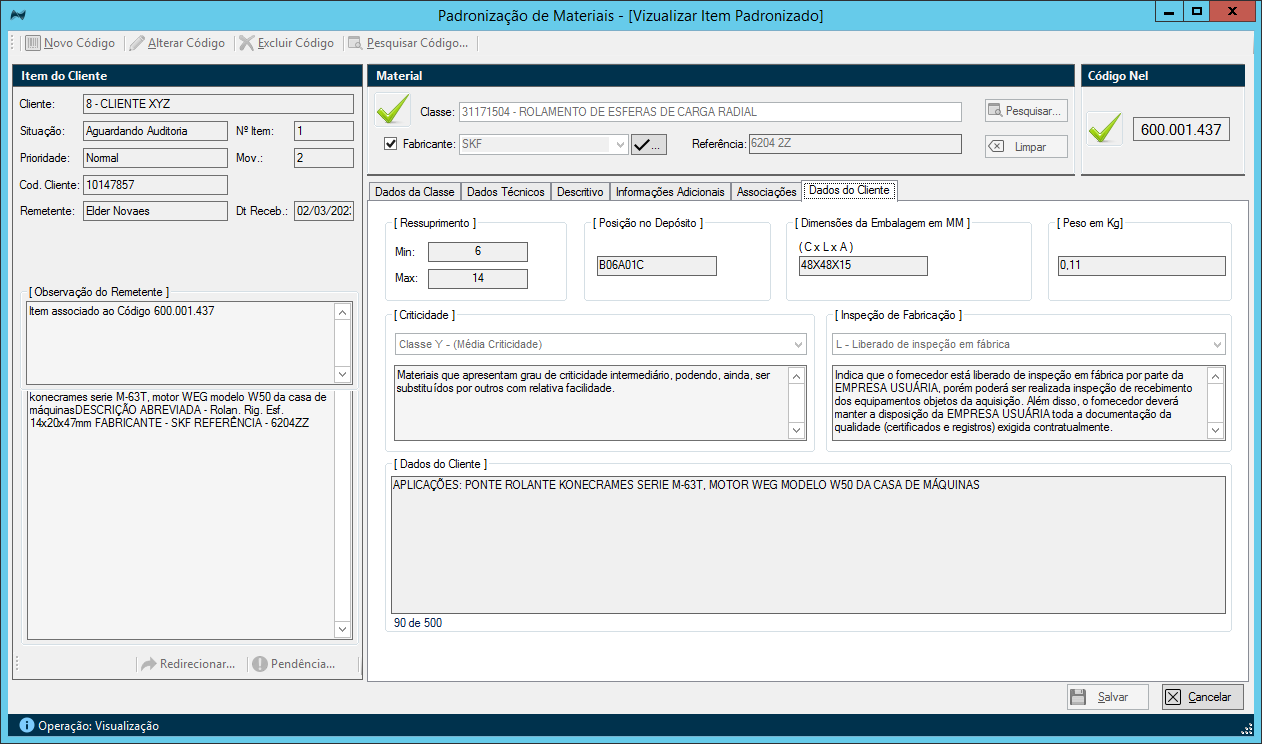 Padronização de Materiais - [Vizualizar Item Padronizado]
Novo Código Alterar Código Excluir Código Pesquisar Código...
Item do Cliente
Cliente: 8 - CLIENTE XYZ
Situação: Aguardando Auditoria Nº Item: 1
Prioridade: Normal Mov.: 2
Cod. Cliente: 10147857
Remetente: Elder Novaes Dt Receb.: 02/03/202
[ Observação do Remetente ]
Item associado ao Código 600.001.437
konecrames serie M-63T, motor WEG modelo W50 da casa de
máquinasDESCRIÇÃO ABREVIADA - Rolan. Rig. Esf.
14x20x47mm FABRICANTE - SKF REFERÊNCIA - 6204ZZ
Redirecionar... Pendência...
Material
Classe: 31171504 - ROLAMENTO DE ESFERAS DE CARGA RADIAL Pesquisar...
Fabricante: SKF ... Referência: 6204 2Z Limpar
Código Nel
600.001.437
Dados da Classe Dados Técnicos Descritivo Informações Adicionais Associações Dados do Cliente
[ Ressuprimento ]
Min: 6
Max: 14
[ Posição no Depósito ]
B06A01C
[ Dimensões da Embalagem em MM ]
( C x L x A )
48X48X15
[ Peso em Kg]
0,11
[ Criticidade ]
Classe Y - (Média Criticidade)
Materiais que apresentam grau de criticidade intermediário, podendo, ainda, ser
substituídos por outros com relativa facilidade.
[ Inspeção de Fabricação ]
L - Liberado de inspeção em fábrica
Indica que o fornecedor está liberado de inspeção em fábrica por parte da
EMPRESA USUÁRIA, porém poderá ser realizada inspeção de recebimento
dos equipamentos objetos da aquisição. Além disso, o fornecedor deverá
manter a disposição da EMPRESA USUÁRIA toda a documentação da
qualidade (certificados e registros) exigida contratualmente.
[ Dados do Cliente ]
APLICAÇÕES: PONTE ROLANTE KONECRAMES SERIE M-63T, MOTOR WEG MODELO W50 DA CASA DE MÁQUINAS
90 de 500
Salvar Cancelar
Operação: Visualização